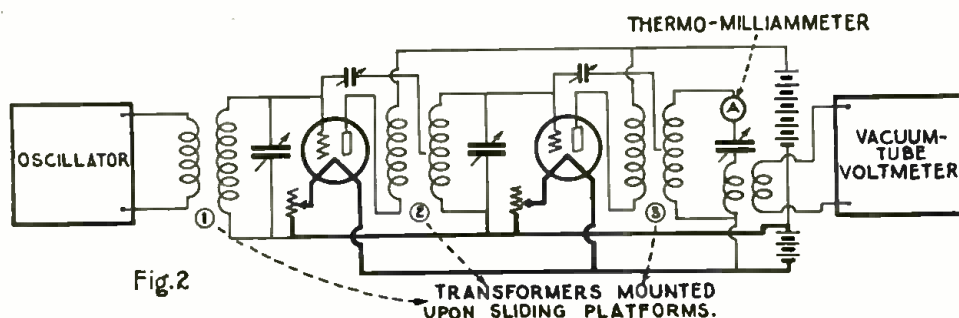 THERMO-MILLIAMMETER
OSCILLATOR
A
VACUUM-
TUBE
VOLTMETER
1
2
3
Fig.2
TRANSFORMERS MOUNTED
UPON SLIDING PLATFORMS.